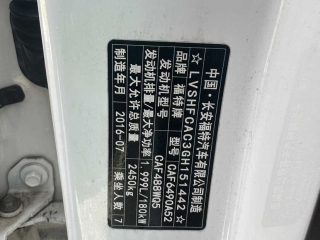 中国·长安福特汽车有限公司制造
☆LVSHFCAC3GH151442☆
品牌 福特牌 型号 CAF6490A52
发动机型号 CAF488WQ5
发动机排量/最大净功率 1.999L/180kW
最大允许总质量 2450kg
制造年月 2016-07 乘坐人数 7